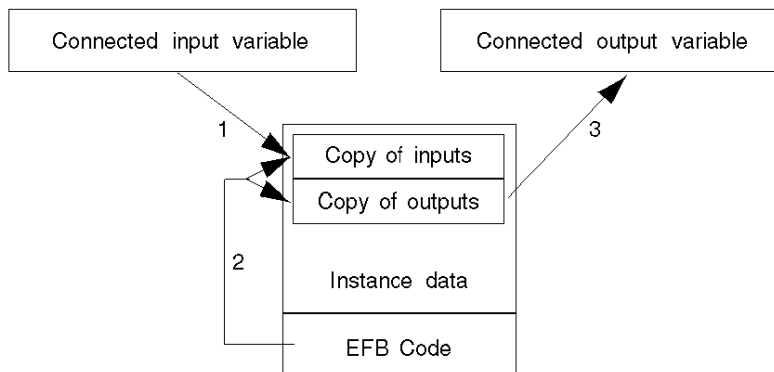 Connected input variable
Connected output variable
1
3
Copy of inputs
Copy of outputs
2
Instance data
EFB Code